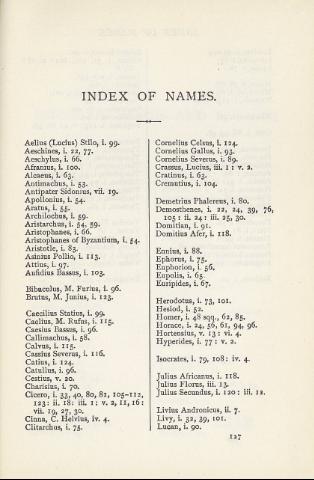 INDEX OF NAMES.
Aelius (Lucius) Stilo, i. 99.
Aeschines, i. 22, 77.
Aeschylus, i. 66.
Afranius, i. 100.
Alcaeus, i. 63.
Antimachus, i. 53.
Antipater Sidonius, vii. 19.
Apollonius, i. 54.
Aratus, i. 55.
Archilochus, i. 59.
Aristarchus, i. 54, 59.
Aristophanes, i. 66.
Aristophanes of Byzantium, i. 54.
Aristotle, i. 83.
Asinius Pollio, i. 113.
Attius, i. 97.
Aufidius Bassus, i. 103.
Bibaculus, M. Furius, i. 96.
Brutus, M. Junius, i. 123.
Caecilius Statius, i. 99.
Caelius, M. Rufus, i. 115.
Caesius Bassus, i. 96.
Callimachus, i. 58.
Calvus, i. 115.
Cassius Severus, i. 116.
Catius, i. 124.
Catullus, i. 96.
Cestius, v. 20.
Charisius, i. 70.
Cicero, i. 33, 40, 80, 81, 105-112,
123: ii. 18: iii. 1: v. 2, 11, 16:
vii. 19, 27, 30.
Cinna, C. Helvius, iv. 4.
Clitarchus, i. 75.
Cornelius Celsus, i. 124.
Cornelius Gallus, i. 93.
Cornelius Severus, i. 89.
Crassus, Lucius, iii. 1: v. 2.
Cratinus, i. 63.
Cremutius, i. 104.
Demetrius Phalereus, i. 80.
Demosthenes, i. 22, 24, 39, 76,
105: ii. 24: iii. 25, 30.
Domitian, i. 91.
Domitius Afer, i. 118.
Ennius, i. 88.
Ephorus, i. 75.
Euphorion, i. 56.
Eupolis, i. 65.
Euripides, i. 67.
Herodotus, i. 73, 101.
Hesiod, i. 52.
Homer, i. 48 sqq., 62, 85.
Horace, i. 24, 56, 61, 94, 96.
Hortensius, v. 13: vi. 4.
Hyperides, i. 77: v. 2.
Isocrates, i. 79, 108: iv. 4.
Julius Africanus, i. 118.
Julius Florus, iii. 13.
Julius Secundus, i. 120: iii. 12.
Livius Andronicus, ii. 7.
Livy, i. 32, 39, 101.
Lucan, i. 90.
127